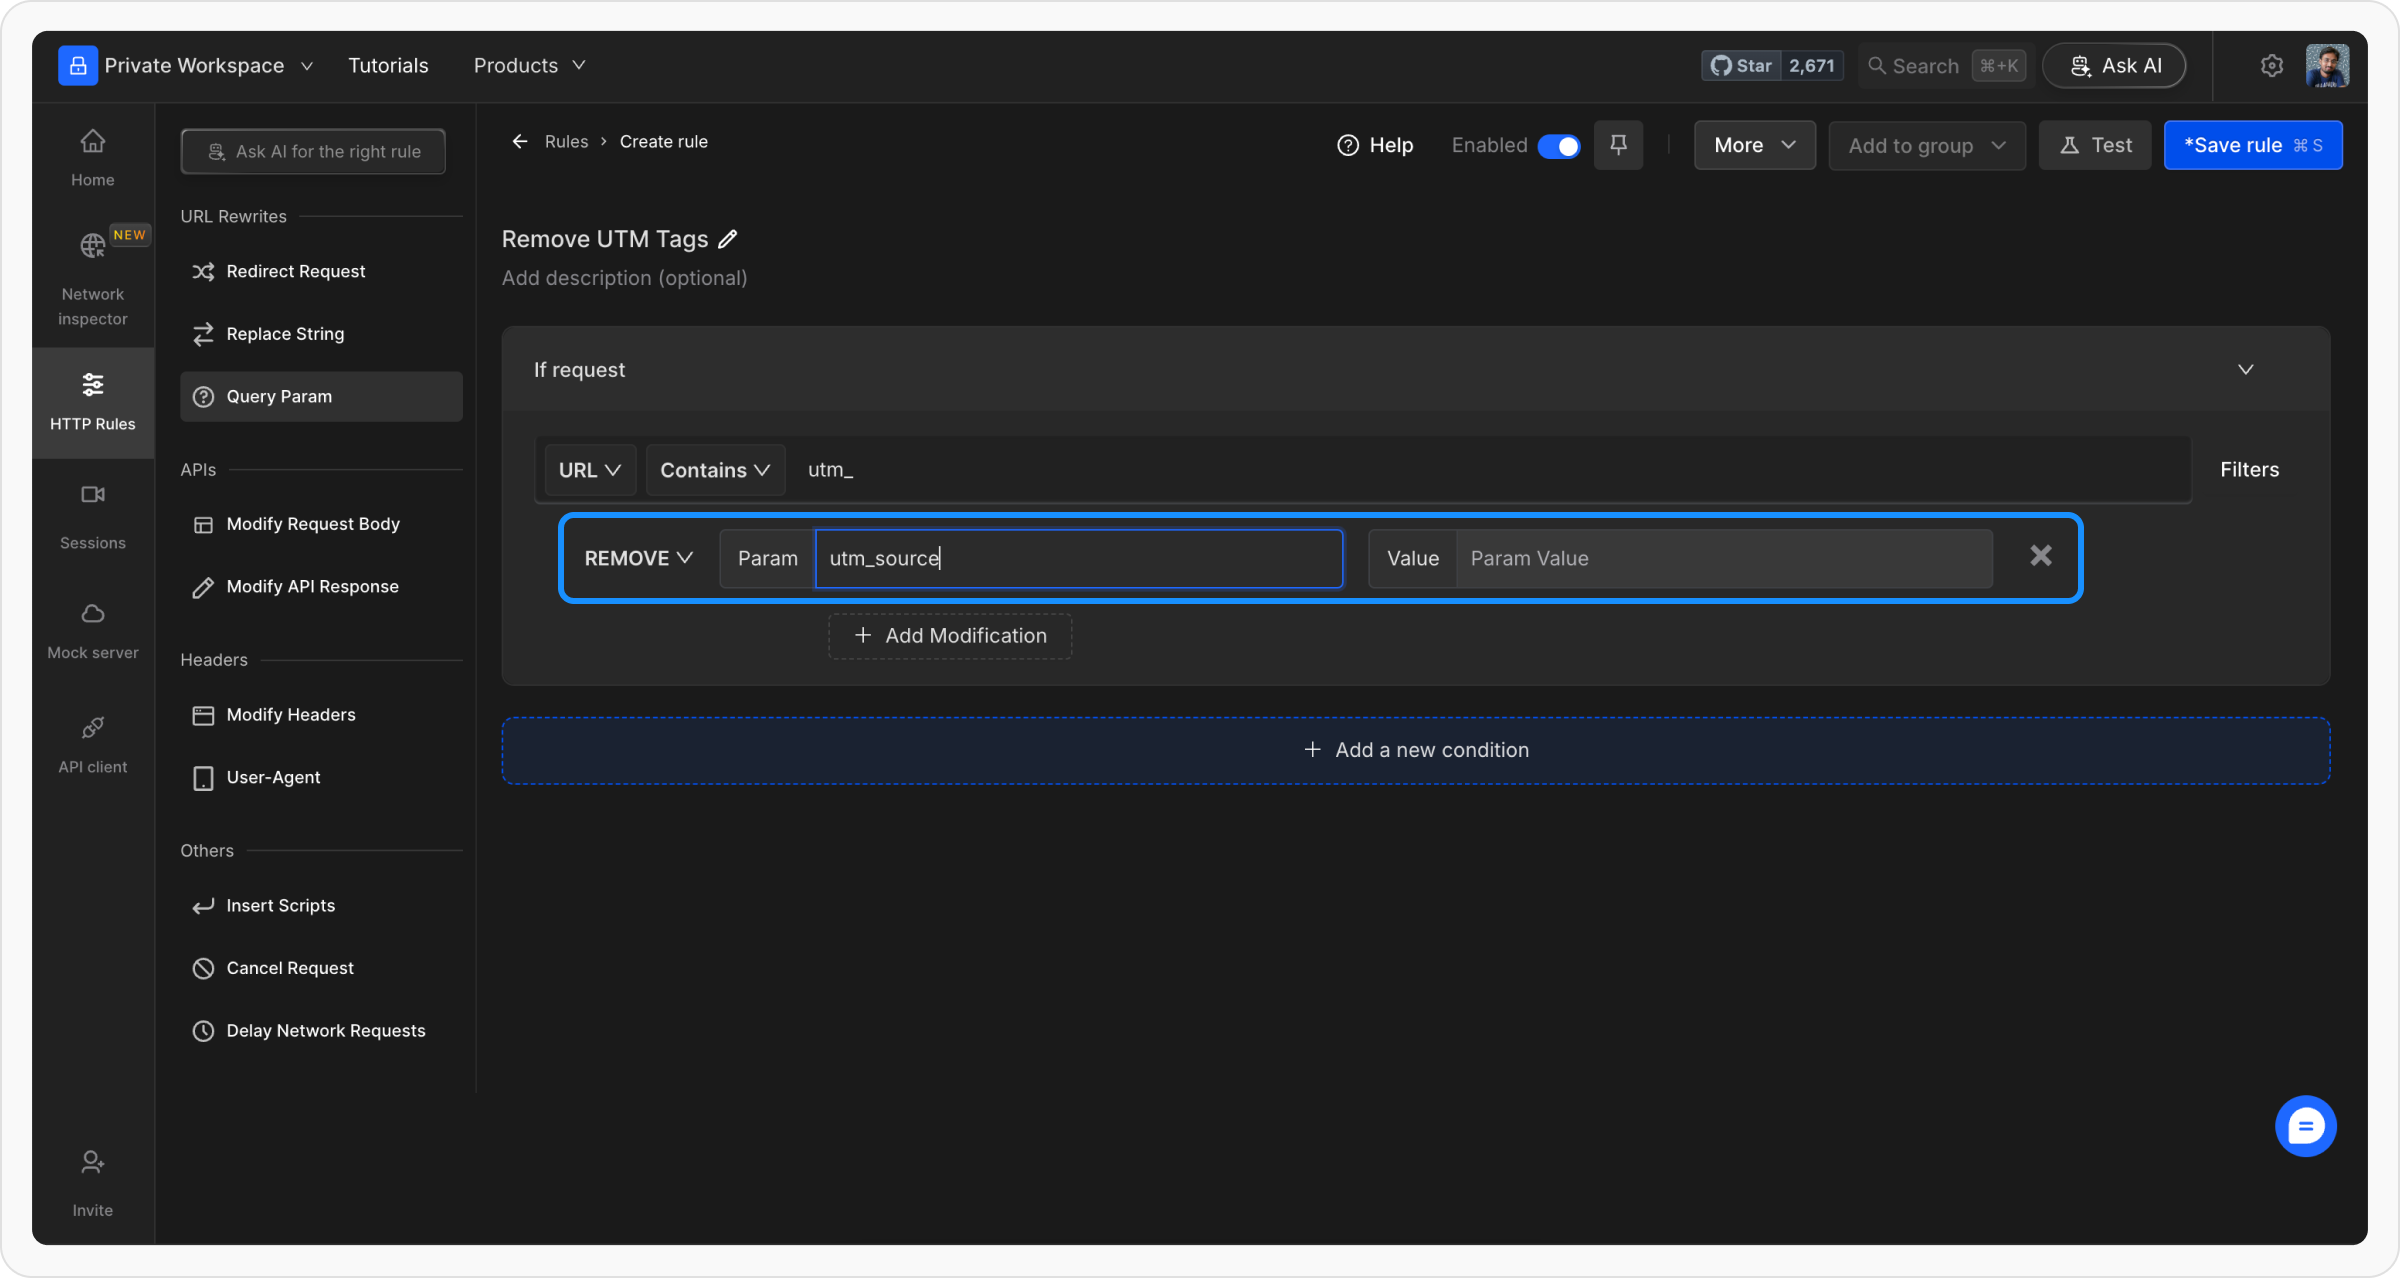 Private Workspace
Tutorials
Products
Star 2,671
Search ⌘+K
Ask AI
Home
NEW
Network
inspector
HTTP Rules
Sessions
Mock server
API client
Invite
Ask AI for the right rule
URL Rewrites
Redirect Request
Replace String
Query Param
APIs
Modify Request Body
Modify API Response
Headers
Modify Headers
User-Agent
Others
Insert Scripts
Cancel Request
Delay Network Requests
Rules > Create rule
Help
Enabled
More
Add to group
Test
*Save rule ⌘ S
Remove UTM Tags
Add description (optional)
If request
URL Contains utm_
Filters
REMOVE Param utm_source Value Param Value
+ Add Modification
+ Add a new condition